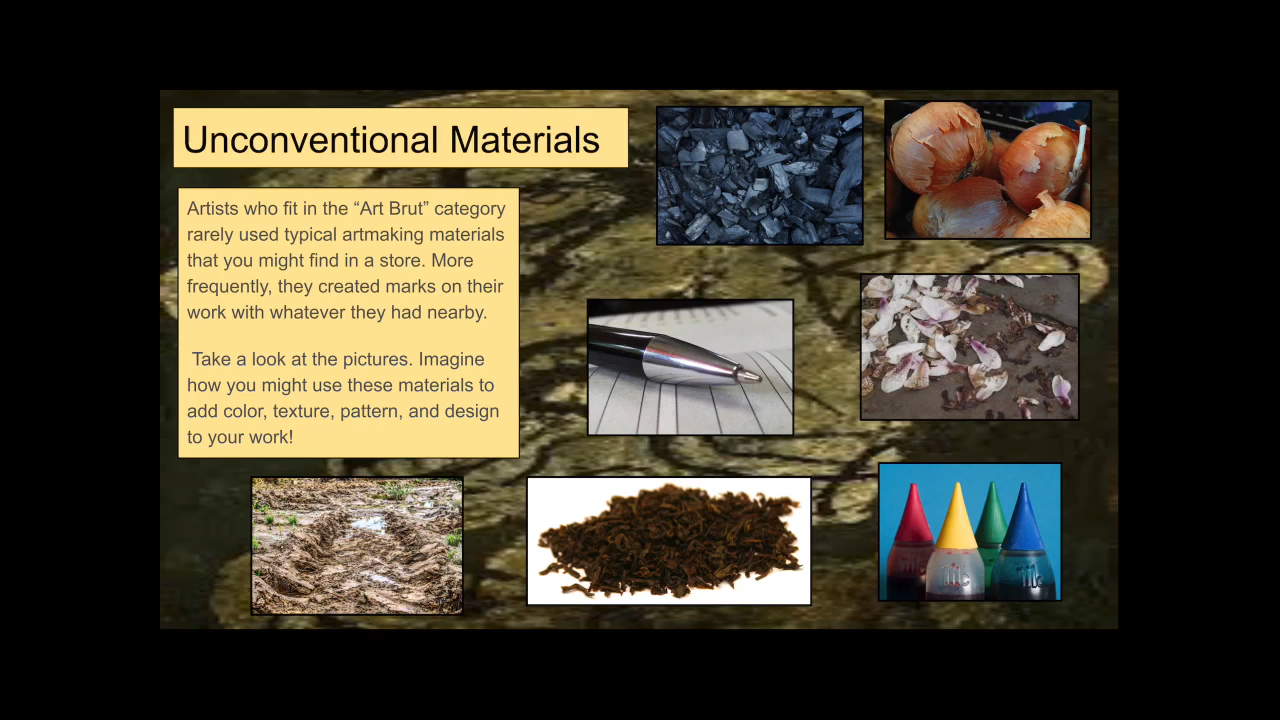 Unconventional Materials
Artists who fit in the “Art Brut” category
rarely used typical artmaking materials
that you might find in a store. More
frequently, they created marks on their
work with whatever they had nearby.
Take a look at the pictures. Imagine
how you might use these materials to
add color, texture, pattern, and design
to your work!